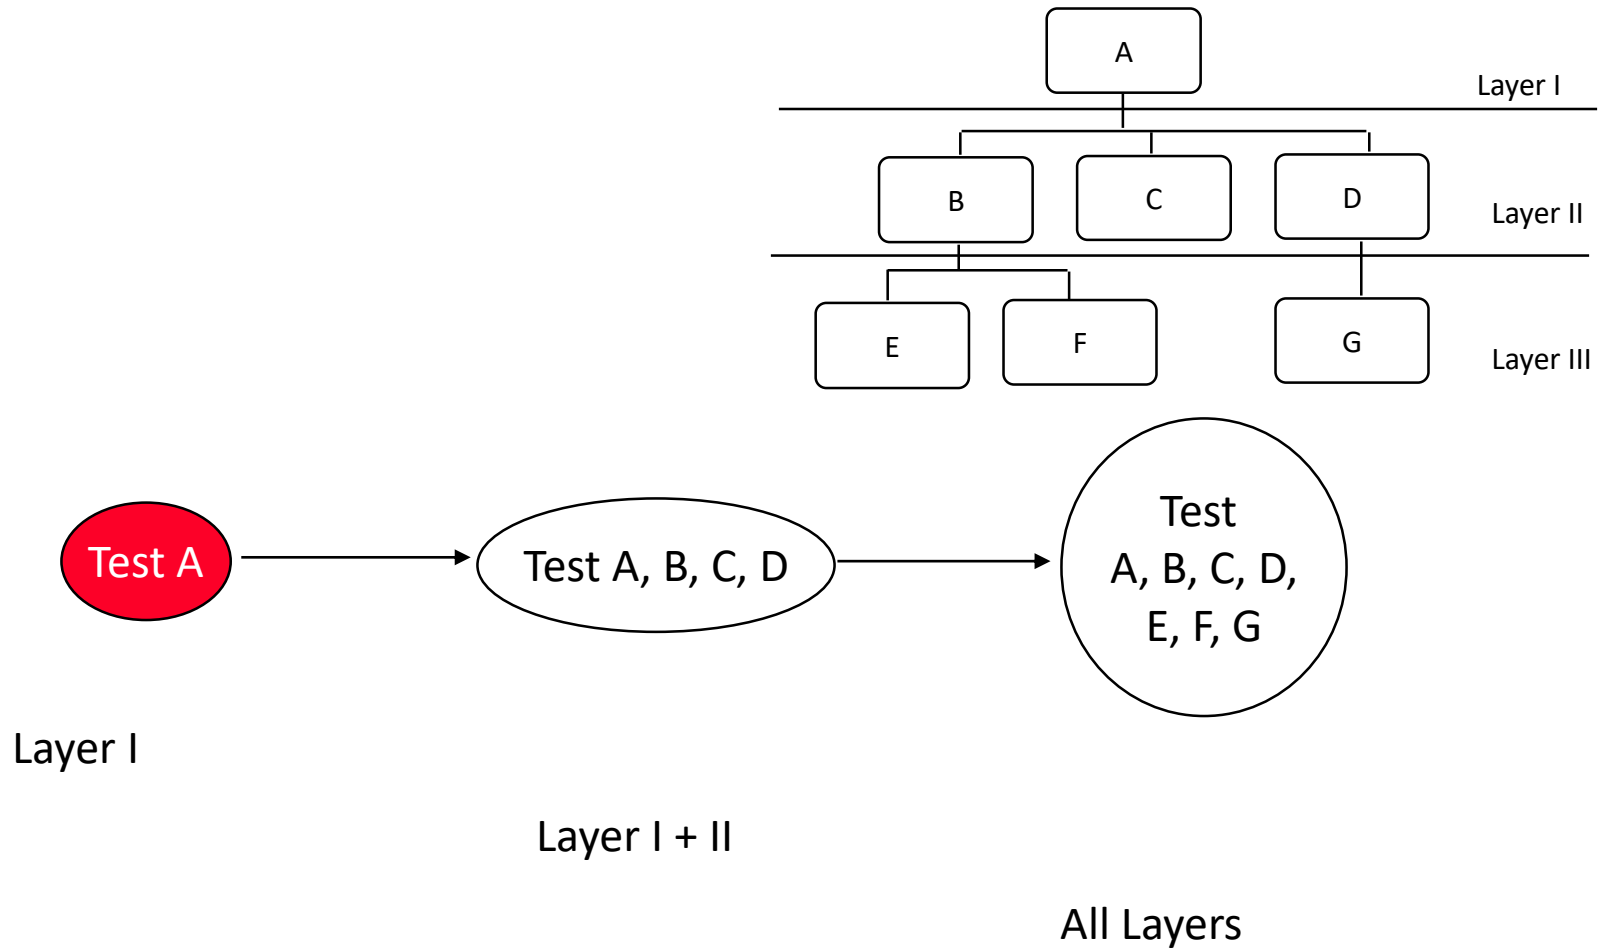 A
Layer I
B
C
D
Layer II
E
F
G
Layer III
Test A
Test A, B, C, D
Test
A, B, C, D,
E, F, G
Layer I
Layer I + II
All Layers